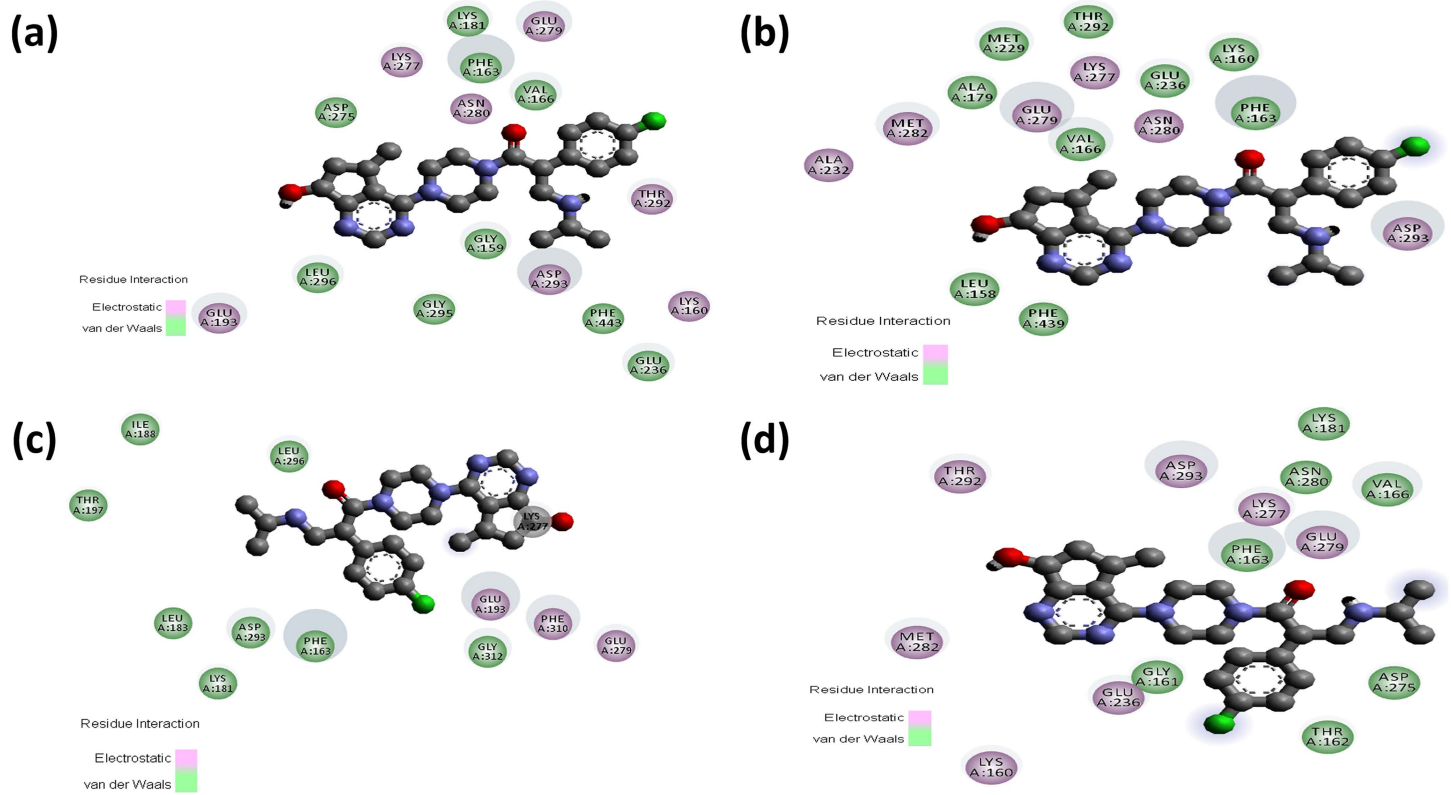 (a)
LYS
A:181
GLU
A:279
LYS
A:277
PHE
A:163
VAL
A:166
ASP
A:275
ASN
A:280
THR
A:292
GLY
A:159
LEU
A:296
ASP
A:293
GLY
A:295
PHE
A:443
LYS
A:160
GLU
A:193
GLU
A:236
Residue Interaction
Electrostatic
van der Waals
(b)
THR
A:292
MET
A:229
LYS
A:160
LYS
A:277
GLU
A:236
ALA
A:179
GLU
A:279
PHE
A:163
MET
A:282
ASN
A:280
VAL
A:166
ALA
A:232
ASP
A:293
LEU
A:158
PHE
A:439
Residue Interaction
Electrostatic
van der Waals
(c)
ILE
A:188
LEU
A:296
THR
A:197
LYS
A:277
GLU
A:193
LEU
A:183
ASP
A:293
PHE
A:163
PHE
A:310
GLY
A:312
GLU
A:279
LYS
A:181
Residue Interaction
Electrostatic
van der Waals
(d)
LYS
A:181
THR
A:292
ASP
A:293
ASN
A:280
VAL
A:166
LYS
A:277
PHE
A:163
GLU
A:279
MET
A:282
GLY
A:161
GLU
A:236
ASP
A:275
THR
A:162
LYS
A:160
Residue Interaction
Electrostatic
van der Waals